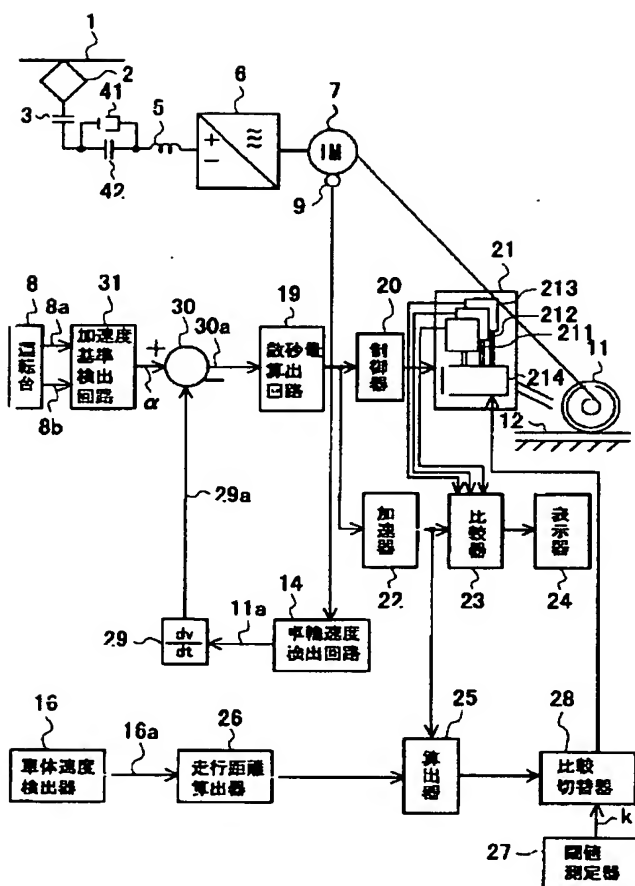 1
2
41
3
5
42
6
+
−
≈
7
IM
9
8
8a
31
30
30a
19
20
21
213
212
211
214
11
12
運転台
加速度
基準
検出
回路
+
−
α
8b
散砂量
算出
回路
制御器
29a
加速器
22
比較器
23
表示器
24
14
11a
29
dv
dt
車輪速度
検出回路
16
16a
26
25
28
車体速度
検出器
走行距離
算出器
算出器
比較
切替器
k
27
閾値
測定器